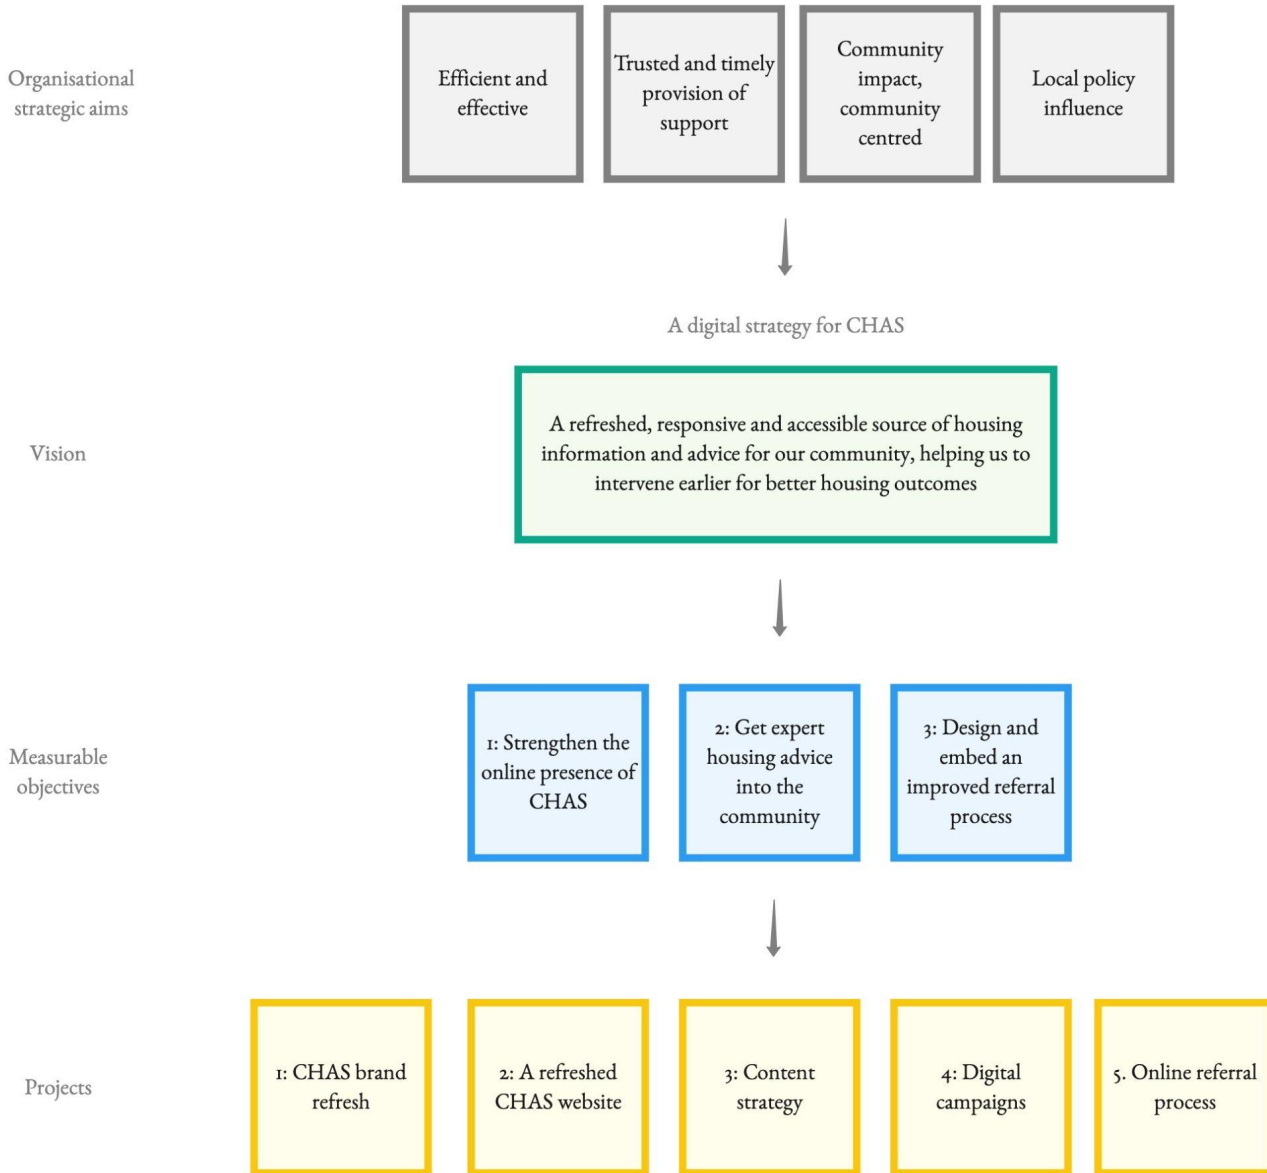 Organisational
strategic aims
Efficient and
effective
Trusted and timely
provision of
support
Community
impact,
community
centred
Local policy
influence
A digital strategy for CHAS
Vision
A refreshed, responsive and accessible source of housing
information and advice for our community, helping us to
intervene earlier for better housing outcomes
Measurable
objectives
1: Strengthen the
online presence of
CHAS
2: Get expert
housing advice
into the
community
3: Design and
embed an
improved referral
process
Projects
1: CHAS brand
refresh
2: A refreshed
CHAS website
3: Content
strategy
4: Digital
campaigns
5. Online referral
process